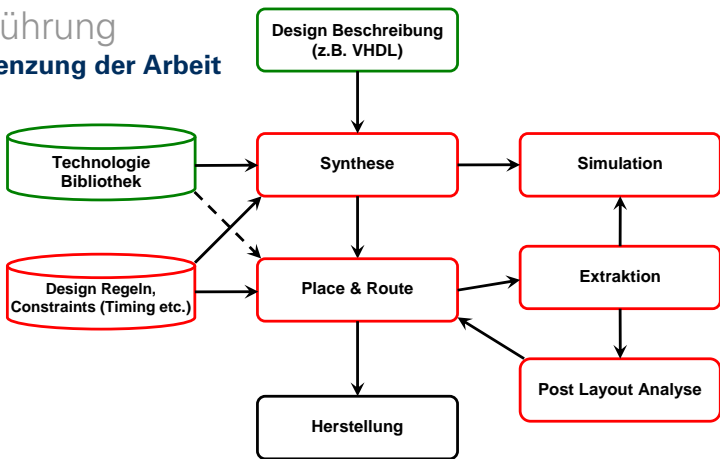 ührung
enzung der Arbeit
Design Beschreibung
(z.B. VHDL)
Technologie
Bibliothek
Synthese
Simulation
Design Regeln,
Constraints (Timing etc.)
Place & Route
Extraktion
Post Layout Analyse
Herstellung